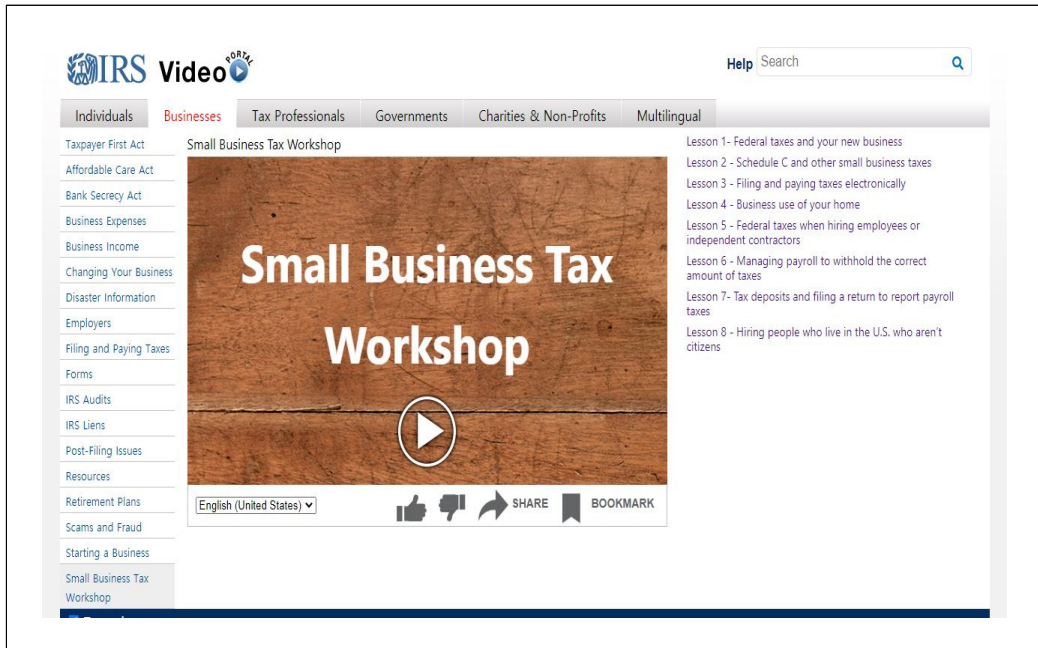 IRS Video PORTAL
Help Search
Individuals Businesses Tax Professionals Governments Charities & Non-Profits Multilingual
Taxpayer First Act
Affordable Care Act
Bank Secrecy Act
Business Expenses
Business Income
Changing Your Business
Disaster Information
Employers
Filing and Paying Taxes
Forms
IRS Audits
IRS Liens
Post-Filing Issues
Resources
Retirement Plans
Scams and Fraud
Starting a Business
Small Business Tax
Workshop
Small Business Tax Workshop
Small Business Tax
Workshop
English (United States)
SHARE
BOOKMARK
Lesson 1- Federal taxes and your new business
Lesson 2 - Schedule C and other small business taxes
Lesson 3 - Filing and paying taxes electronically
Lesson 4 - Business use of your home
Lesson 5 - Federal taxes when hiring employees or
independent contractors
Lesson 6 - Managing payroll to withhold the correct
amount of taxes
Lesson 7- Tax deposits and filing a return to report payroll
taxes
Lesson 8 - Hiring people who live in the U.S. who aren't
citizens